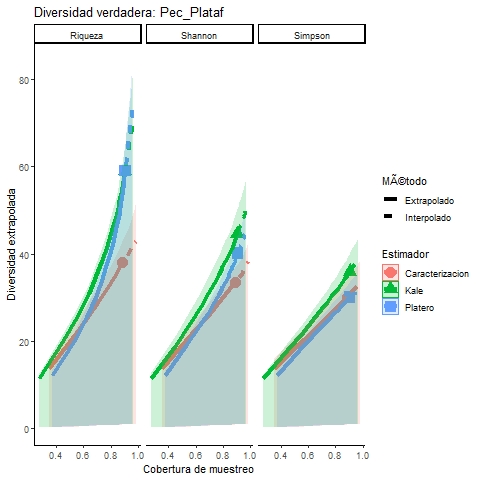 Diversidad verdadera: Pec_Plataf
Riqueza Shannon Simpson
80
60
40
20
0
Diversidad extrapolada
0.4 0.6 0.8 1.0 0.4 0.6 0.8 1.0 0.4 0.6 0.8 1.0
Cobertura de muestreo
MÃ©todo
Extrapolado
Interpolado
Estimador
Caracterizacion
Kale
Platero